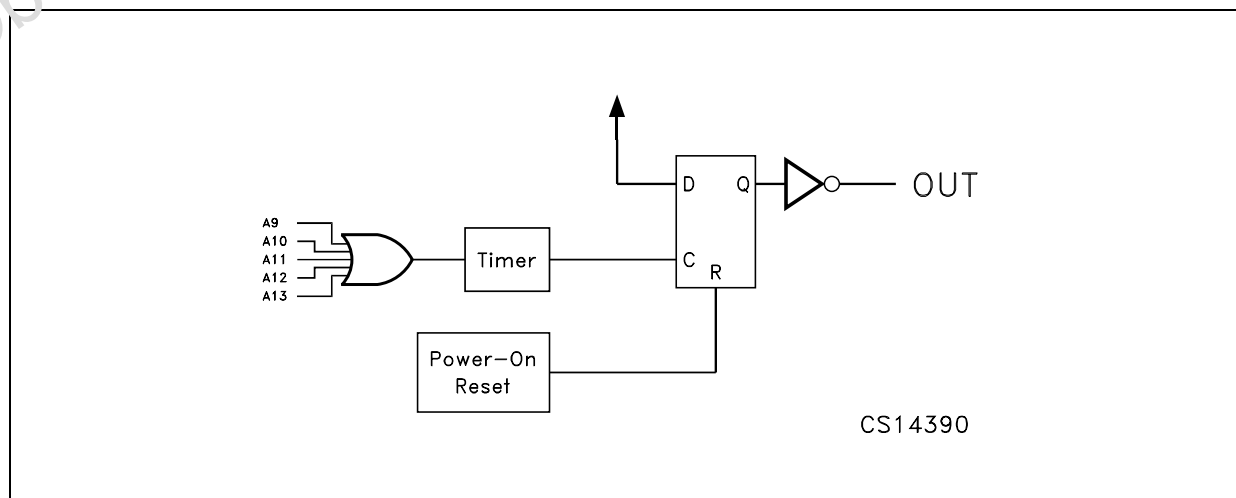 D
Q
OUT
A9
A10
A11
A12
A13
Timer
C
R
Power-On
Reset
CS14390